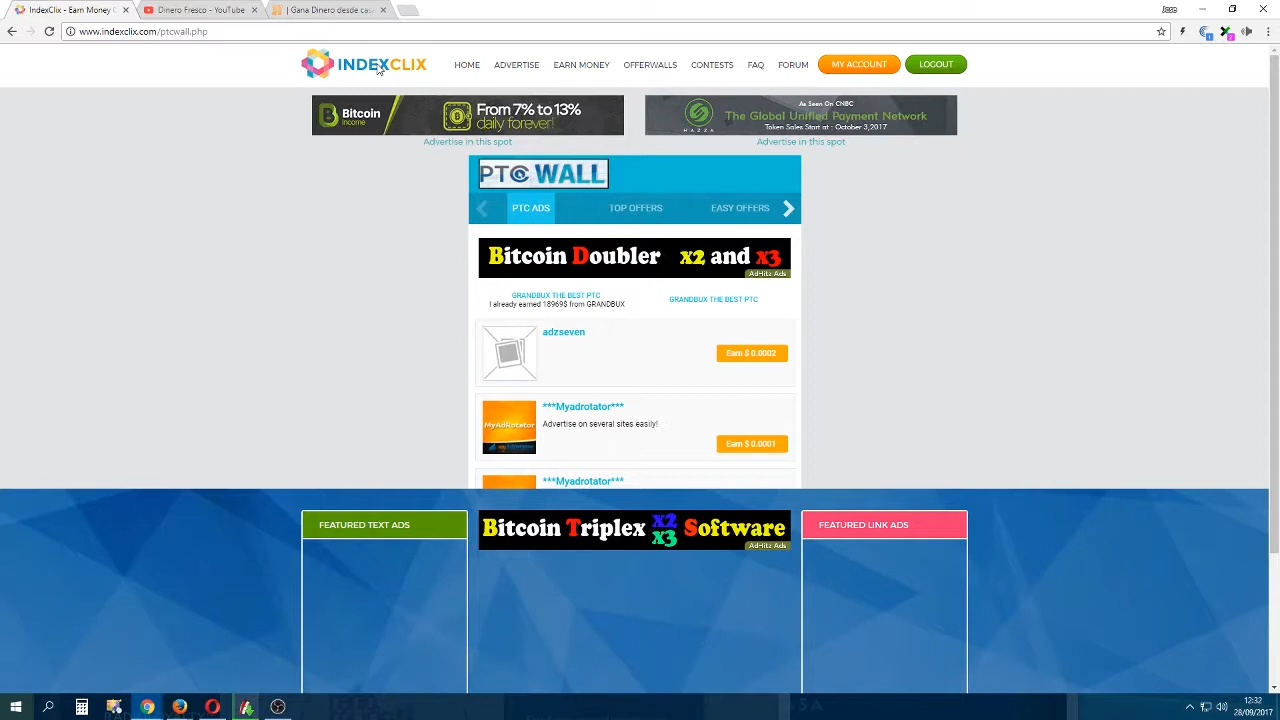 IndexClix - Earn Money C
Dinero Fresco - YouTube
| Gana Dinero desde cas
www.indexclix.com/ptcwall.php
INDEXCLIX
HOME
ADVERTISE
EARN MONEY
OFFERWALLS
CONTESTS
FAQ
FORUM
MY ACCOUNT
LOGOUT
Bitcoin
Income
From 7% to 13%
daily forever!
As Seen On CNBC
The Global Unified Payment Network
Token Sales Start at : October 3,2017
HAZZA
Advertise in this spot
Advertise in this spot
PTC WALL
PTC ADS
TOP OFFERS
EASY OFFERS
Bitcoin Doubler x2 and x3
AdHitz Ads
GRANDBUX THE BEST PTC
I already earned 18969$ from GRANDBUX
GRANDBUX THE BEST PTC
adzseven
Earn $ 0.0002
***Myadrotator***
Advertise on several sites easily!
MyAdRotator
Earn $ 0.0001
***Myadrotator***
FEATURED TEXT ADS
Bitcoin Triplex x2 x3 Software
AdHitz Ads
FEATURED LINK ADS
12:32
28/09/2017